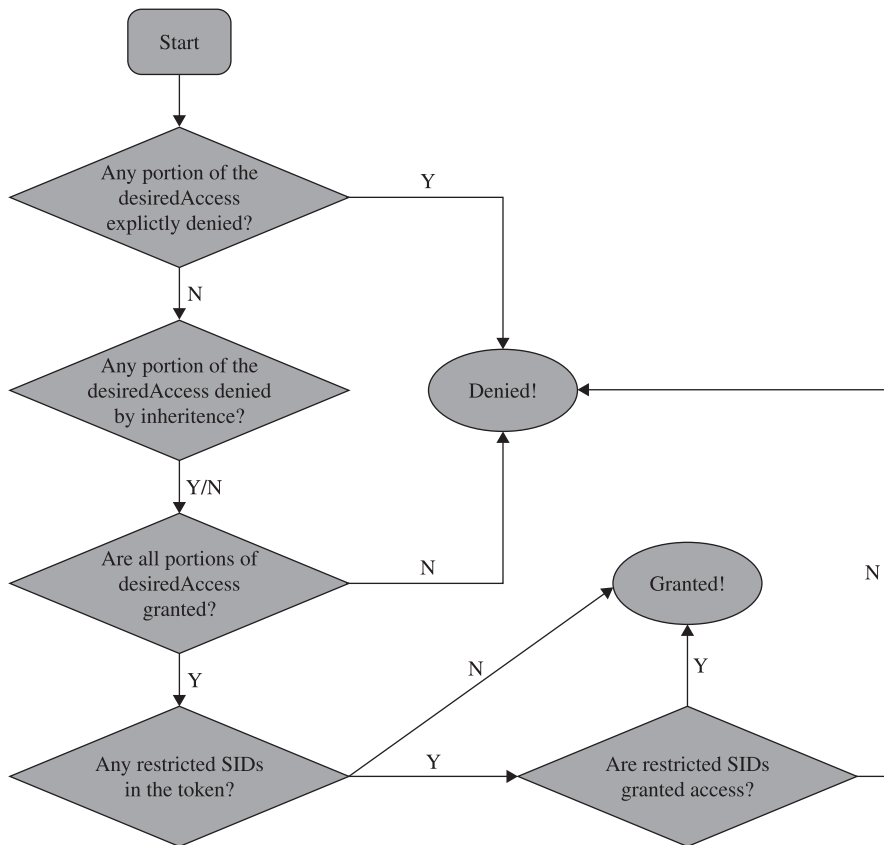 Start
Any portion of the
desiredAccess
explictly denied?
Y
N
Any portion of the
desiredAccess denied
by inheritence?
Denied!
Y/N
Are all portions of
desiredAccess
granted?
N
Granted!
N
Y
N
Y
Any restricted SIDs
in the token?
Y
Are restricted SIDs
granted access?